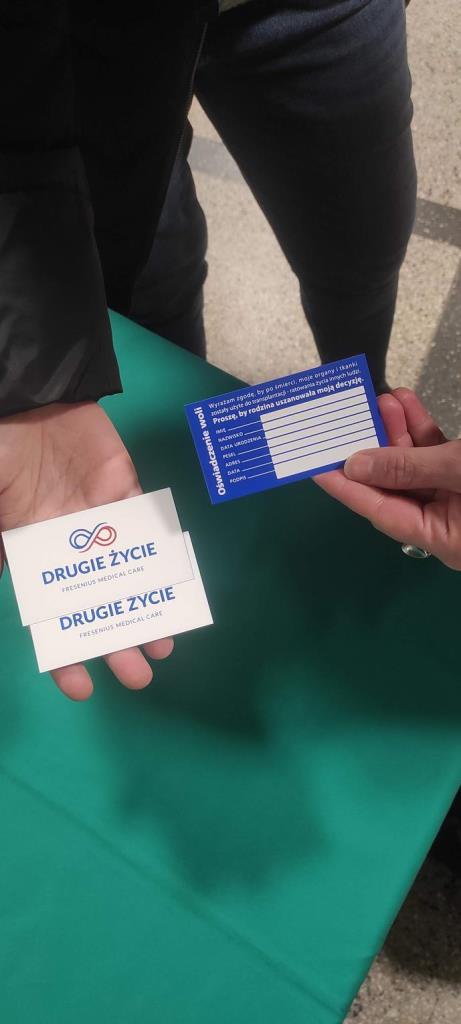 Oświadczenie woli
Wyrażam zgodę, by po śmierci, moje organy i tkanki
zostały użyte do transplantacji - ratowania życia innych ludzi.
Proszę, by rodzina uszanowała moją decyzję.
IMIĘ
NAZWISKO
DATA URODZENIA
PESEL
ADRES
DATA
PODPIS
DRUGIE ŻYCIE
FRESENIUS MEDICAL CARE
DRUGIE ŻYCIE
FRESENIUS MEDICAL CARE